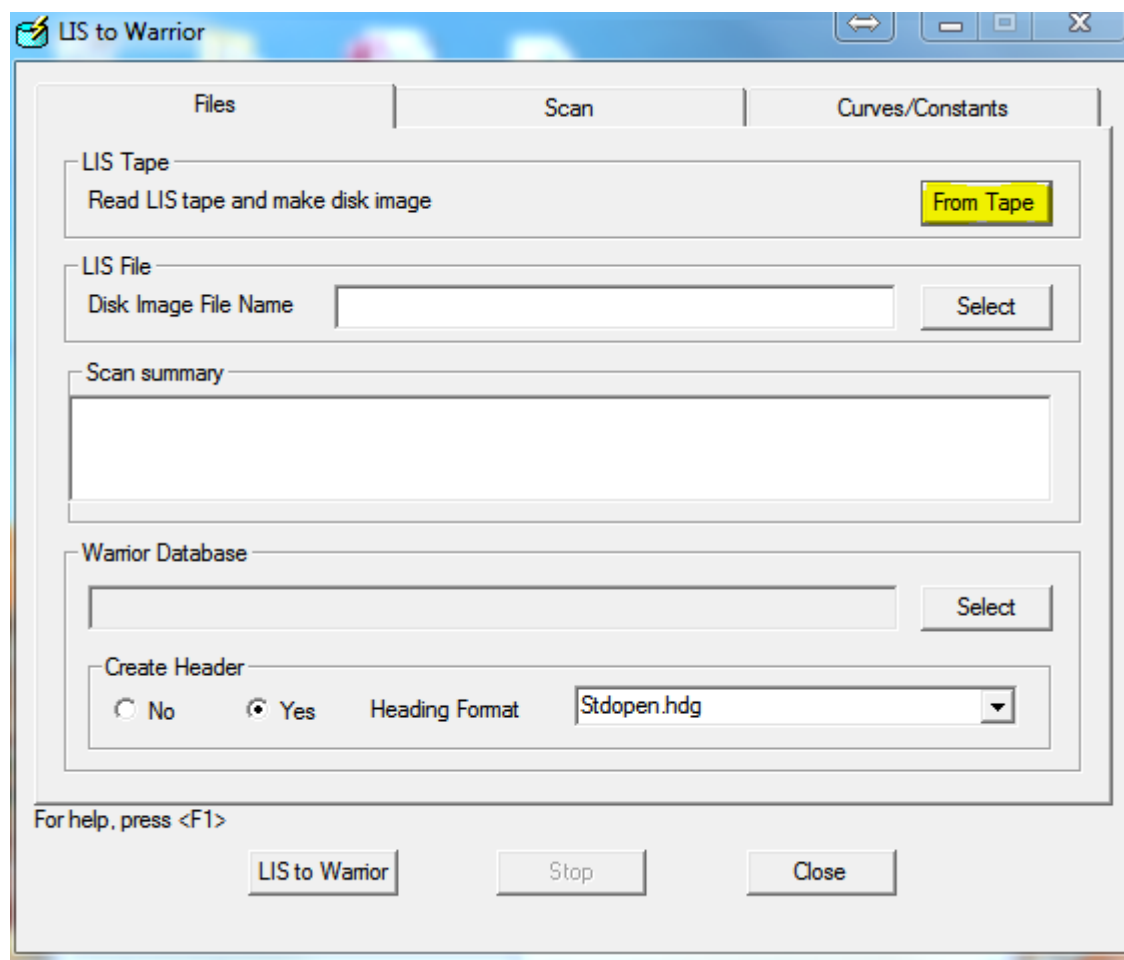 LIS to Warrior
Files Scan Curves/Constants
LIS Tape
Read LIS tape and make disk image From Tape
LIS File
Disk Image File Name Select
Scan summary
Warrior Database
Select
Create Header
No Yes Heading Format Stdopen.hdg
For help, press <F1>
LIS to Warrior Stop Close